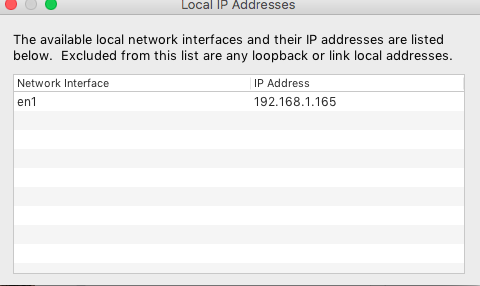 Local IP Addresses
The available local network interfaces and their IP addresses are listed
below.  Excluded from this list are any loopback or link local addresses.
Network Interface IP Address
en1 192.168.1.165